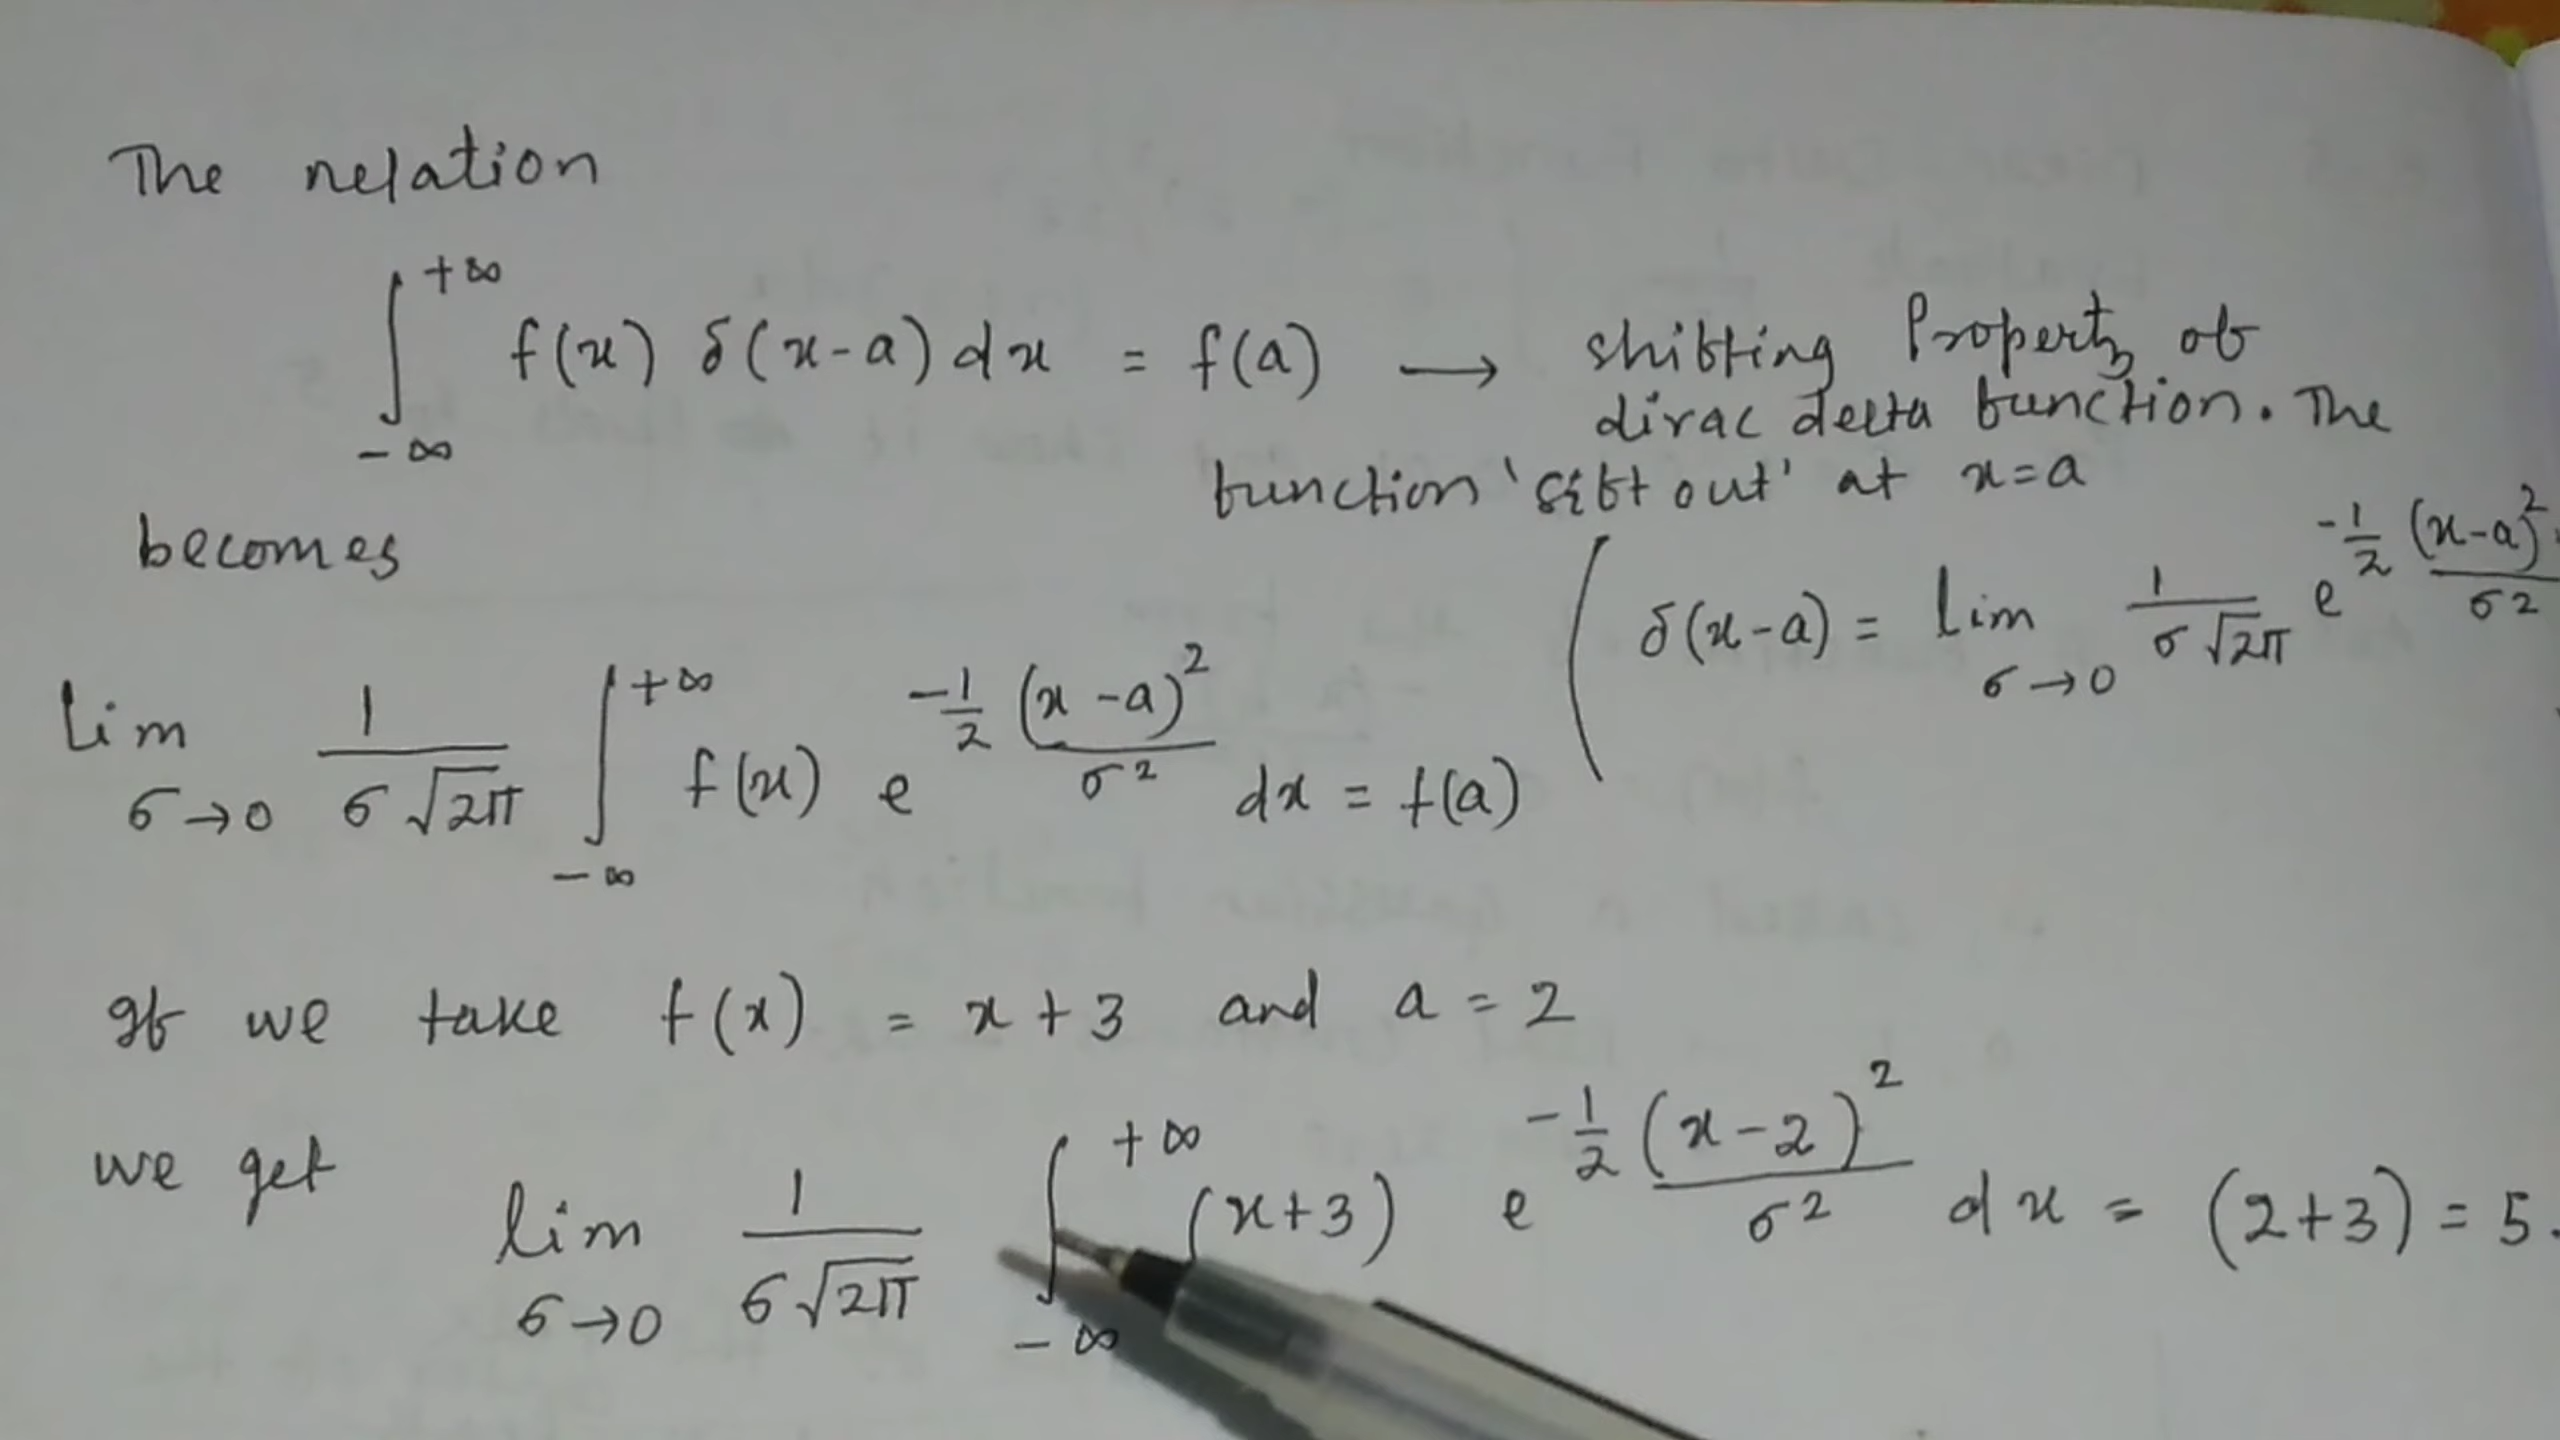 The relation
∫_{-∞}^{+∞} f(x) δ(x-a) dx = f(a) → shifting Property of
dirac delta function. The
function 'sift out' at x=a
becomes
lim_{σ→0} 1/(σ√2π) ∫_{-∞}^{+∞} f(x) e^{-1/2 (x-a)²/σ²} dx = f(a)
( δ(x-a) = lim_{σ→0} 1/(σ√2π) e^{-1/2 (x-a)²/σ²}
If we take f(x) = x+3 and a = 2
we get lim_{σ→0} 1/(σ√2π) ∫_{-∞}^{+∞} (x+3) e^{-1/2 (x-2)²/σ²} dx = (2+3) = 5.